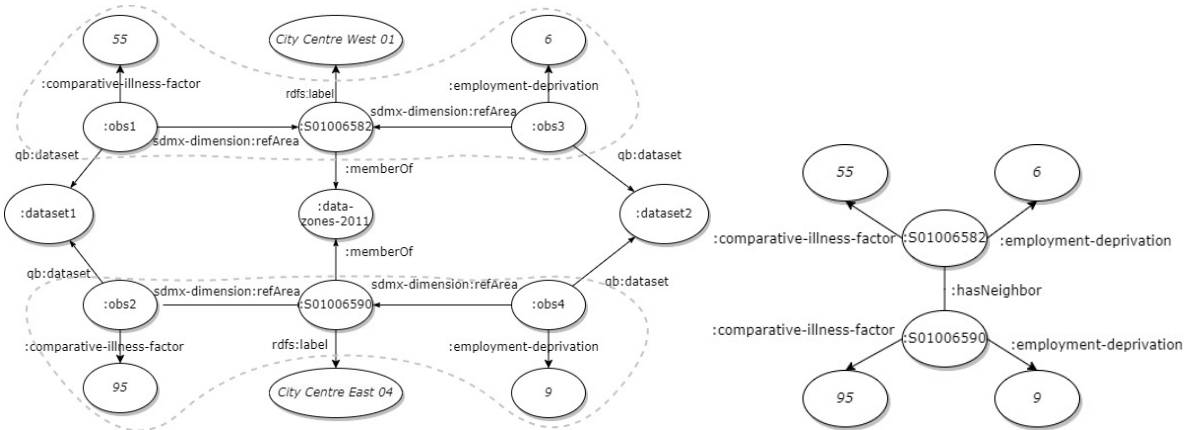 55
City Centre West 01
6
:comparative-illness-factor
rdfs:label
:employment-deprivation
:obs1
sdmx-dimension:refArea
:S01006582
sdmx-dimension:refArea
:obs3
qb:dataset
:memberOf
qb:dataset
:dataset1
:data-
zones-2011
:dataset2
qb:dataset
:memberOf
qb:dataset
:obs2
sdmx-dimension:refArea
:S01006590
sdmx-dimension:refArea
:obs4
:comparative-illness-factor
rdfs:label
:employment-deprivation
95
City Centre East 04
9
55
6
:comparative-illness-factor
:S01006582
:employment-deprivation
:hasNeighbor
:comparative-illness-factor
:S01006590
:employment-deprivation
95
9